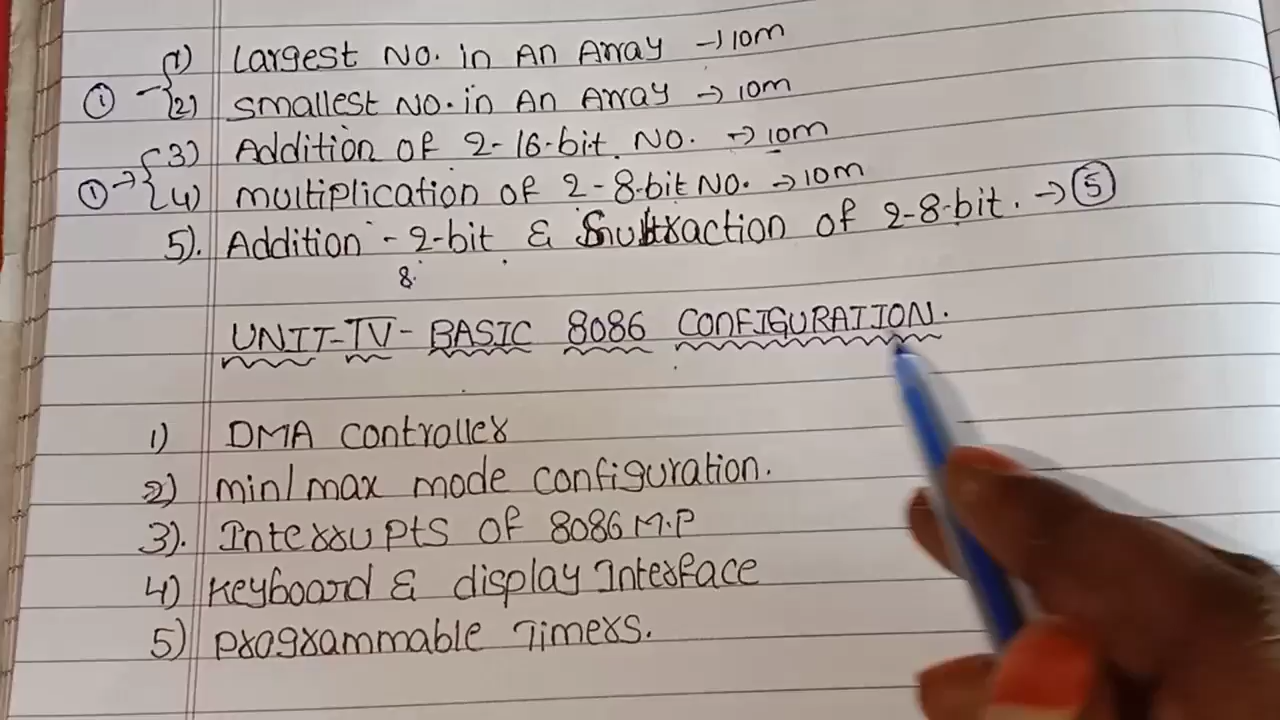 1) Largest No. in An Array → 10m
① 2) Smallest No. in An Array → 10m
3) Addition of 2-16-bit No. → 10m
① → 4) multiplication of 2-8-bit No. → 10m
5). Addition - 2-bit & Subtraction of 2-8-bit. → ⑤
8.
UNIT-IV- BASIC 8086 CONFIGURATION.
1) DMA Controller
2) min/max mode configuration.
3). Interrupts of 8086 M.P
4) Keyboard & display Interface
5) programmable Timers.